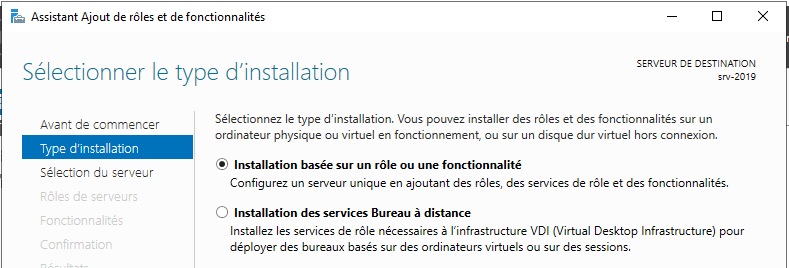 Assistant Ajout de rôles et de fonctionnalités
Sélectionner le type d’installation
SERVEUR DE DESTINATION
srv-2019
Avant de commencer
Type d’installation
Sélection du serveur
Rôles de serveurs
Fonctionnalités
Confirmation
Résultats
Sélectionnez le type d’installation. Vous pouvez installer des rôles et des fonctionnalités sur un
ordinateur physique ou virtuel en fonctionnement, ou sur un disque dur virtuel hors connexion.
Installation basée sur un rôle ou une fonctionnalité
Configurez un serveur unique en ajoutant des rôles, des services de rôle et des fonctionnalités.
Installation des services Bureau à distance
Installez les services de rôle nécessaires à l’infrastructure VDI (Virtual Desktop Infrastructure) pour
déployer des bureaux basés sur des ordinateurs virtuels ou sur des sessions.